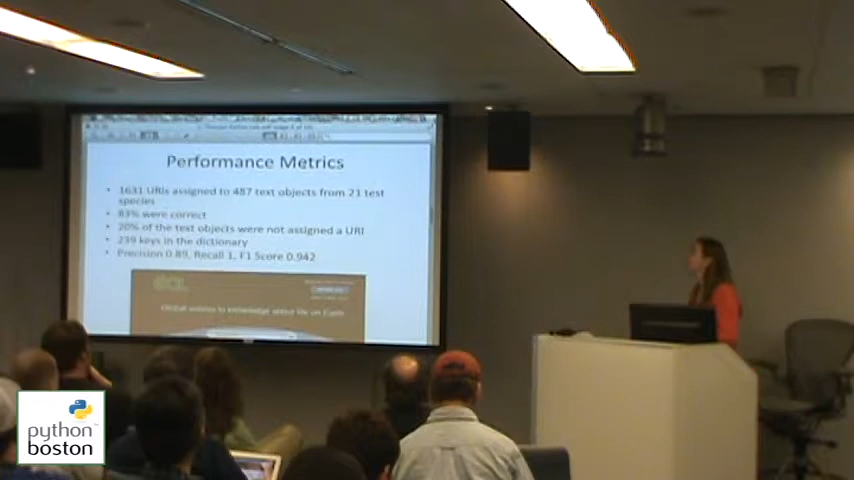 Performance Metrics
• 1631 URIs assigned to 487 text objects from 21 test
species
• 83% were correct
• 20% of the text objects were not assigned a URI
• 239 keys in the dictionary
• Precision 0.89, Recall 1, F1 Score 0.942
EOL
Global access to knowledge about life on Earth
python
boston